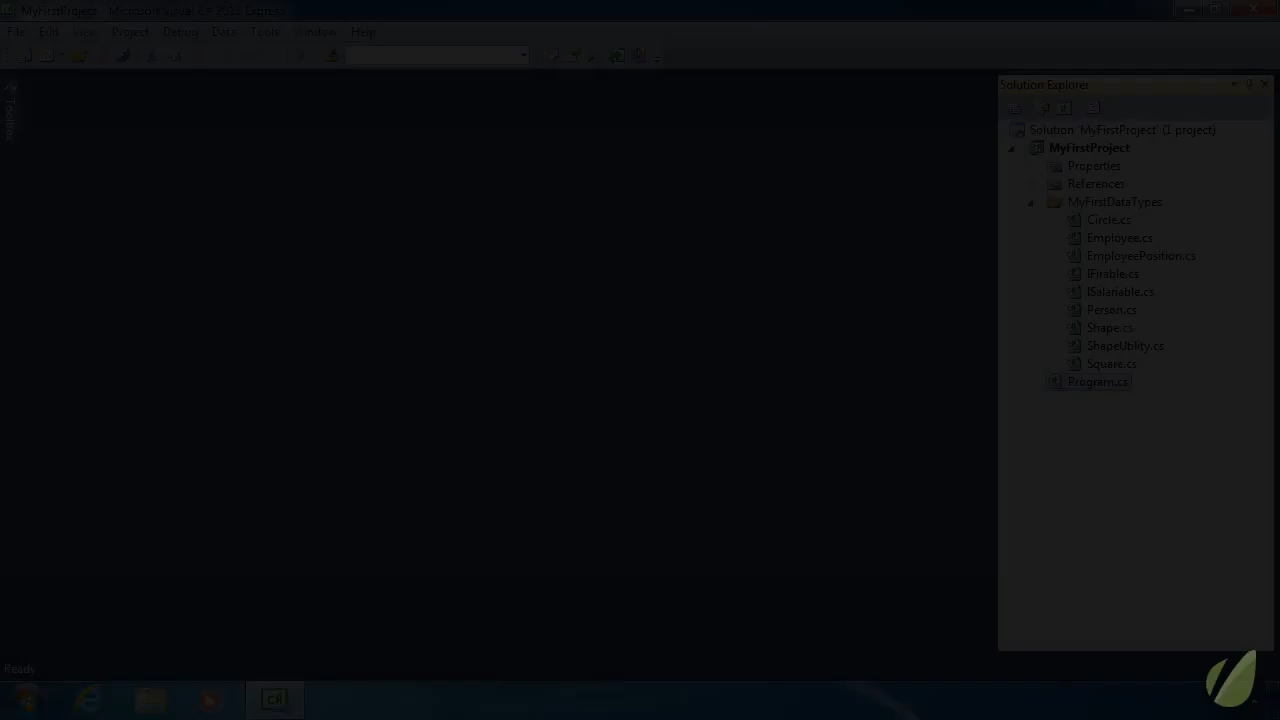 MyFirstProject - Microsoft Visual C# 2010 Express
File Edit View Project Debug Data Tools Window Help
Toolbox
Solution Explorer
Solution 'MyFirstProject' (1 project)
MyFirstProject
Properties
References
MyFirstDataTypes
Circle.cs
Employee.cs
EmployeePosition.cs
IFirable.cs
ISalariable.cs
Person.cs
Shape.cs
ShapeUtility.cs
Square.cs
Program.cs
Ready